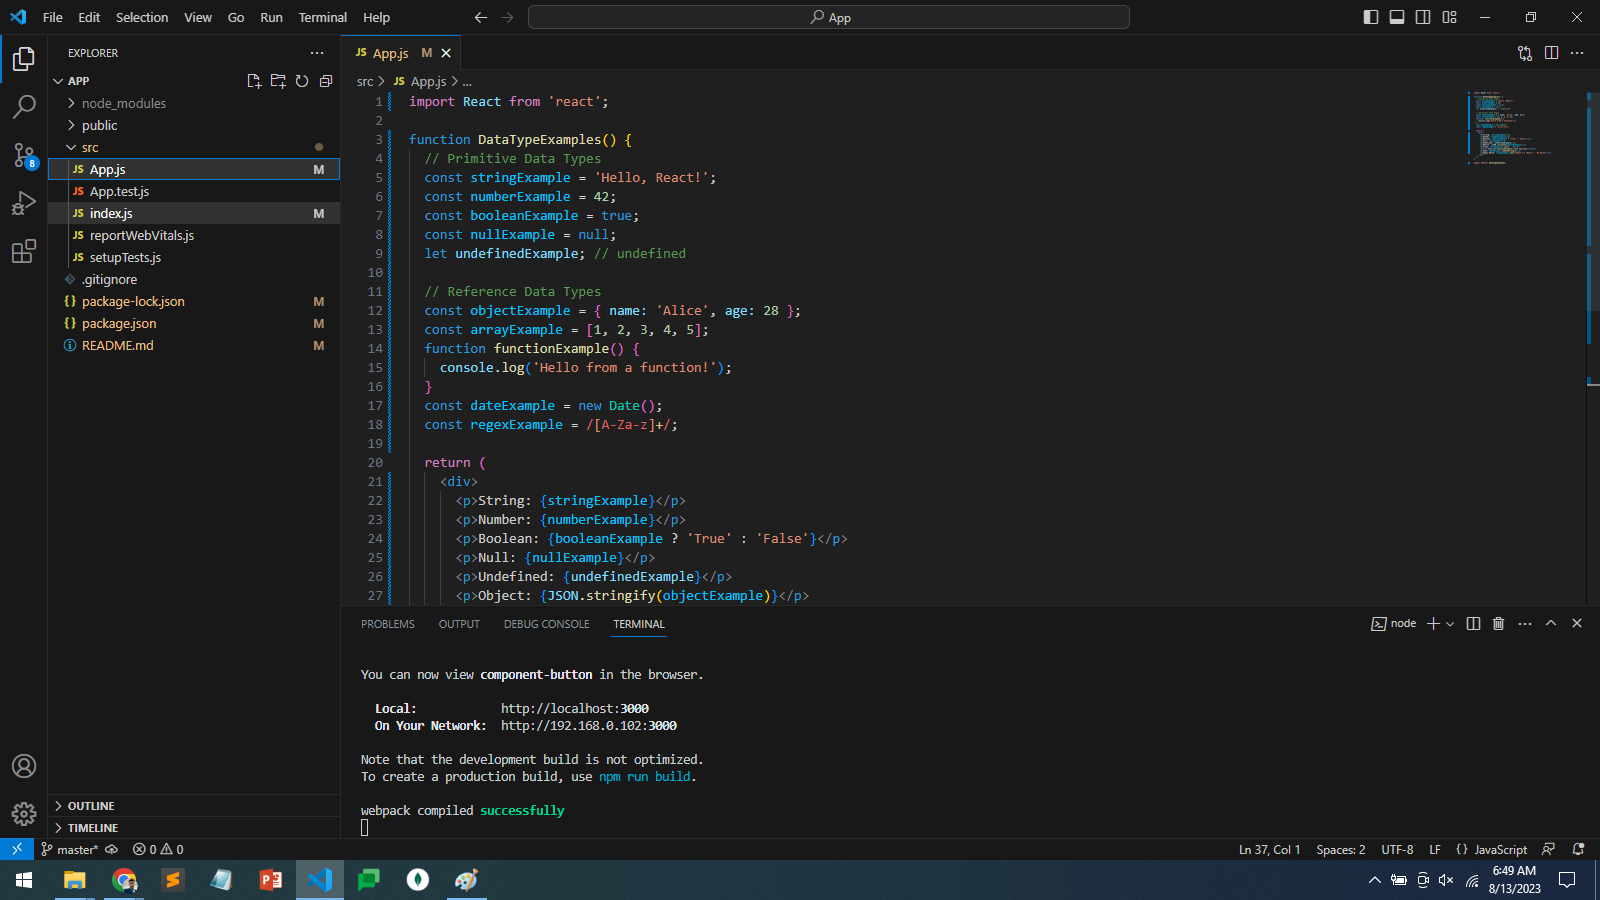 File Edit Selection View Go Run Terminal Help
App
EXPLORER
APP
node_modules
public
src
JS App.js M
JS App.test.js
JS index.js M
JS reportWebVitals.js
JS setupTests.js
.gitignore
{} package-lock.json M
{} package.json M
README.md M
OUTLINE
TIMELINE
8
JS App.js M
src > JS App.js > ...
1 import React from 'react';
2
3 function DataTypeExamples() {
4 // Primitive Data Types
5 const stringExample = 'Hello, React!';
6 const numberExample = 42;
7 const booleanExample = true;
8 const nullExample = null;
9 let undefinedExample; // undefined
10
11 // Reference Data Types
12 const objectExample = { name: 'Alice', age: 28 };
13 const arrayExample = [1, 2, 3, 4, 5];
14 function functionExample() {
15 console.log('Hello from a function!');
16 }
17 const dateExample = new Date();
18 const regexExample = /[A-Za-z]+/;
19
20 return (
21 <div>
22 <p>String: {stringExample}</p>
23 <p>Number: {numberExample}</p>
24 <p>Boolean: {booleanExample ? 'True' : 'False'}</p>
25 <p>Null: {nullExample}</p>
26 <p>Undefined: {undefinedExample}</p>
27 <p>Object: {JSON.stringify(objectExample)}</p>
PROBLEMS OUTPUT DEBUG CONSOLE TERMINAL
node
You can now view component-button in the browser.
Local: http://localhost:3000
On Your Network: http://192.168.0.102:3000
Note that the development build is not optimized.
To create a production build, use npm run build.
webpack compiled successfully
master* 0 0
Ln 37, Col 1 Spaces: 2 UTF-8 LF {} JavaScript
6:49 AM
8/13/2023